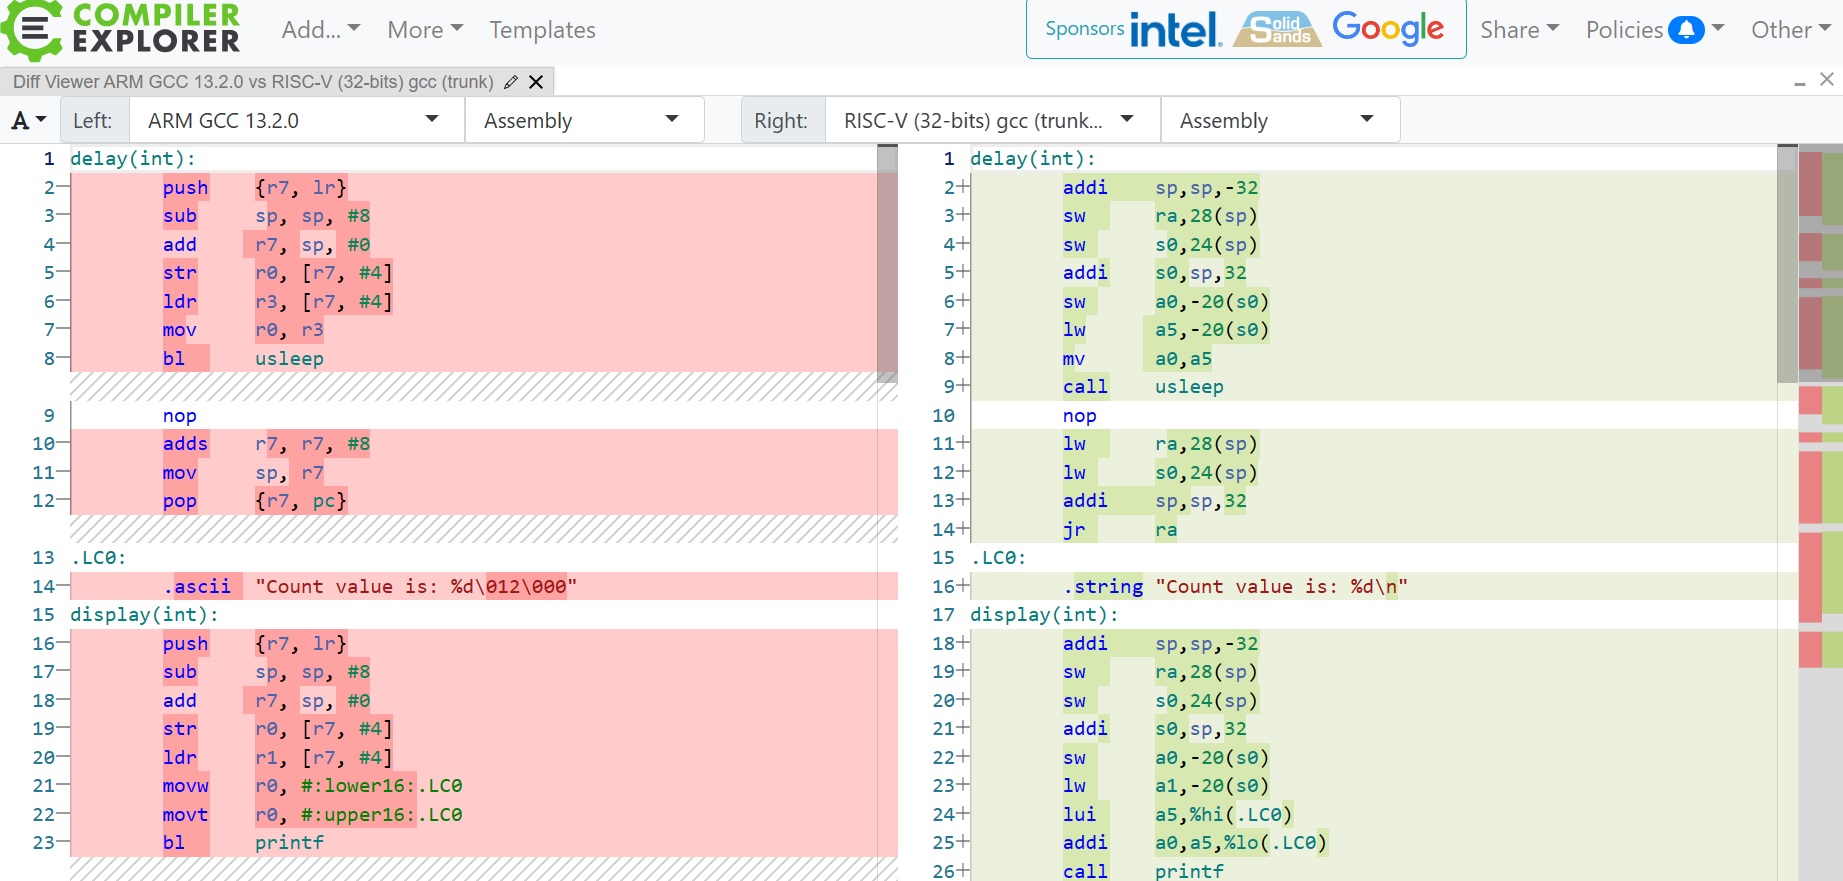 COMPILER EXPLORER Add... More Templates Sponsors intel. Solid Sands Google Share Policies Other
Diff Viewer ARM GCC 13.2.0 vs RISC-V (32-bits) gcc (trunk)
A Left: ARM GCC 13.2.0 Assembly Right: RISC-V (32-bits) gcc (trunk... Assembly
1 delay(int):
2- push {r7, lr}
3- sub sp, sp, #8
4- add r7, sp, #0
5- str r0, [r7, #4]
6- ldr r3, [r7, #4]
7- mov r0, r3
8- bl usleep
9 nop
10- adds r7, r7, #8
11- mov sp, r7
12- pop {r7, pc}
13 .LC0:
14- .ascii "Count value is: %d\012\000"
15 display(int):
16- push {r7, lr}
17- sub sp, sp, #8
18- add r7, sp, #0
19- str r0, [r7, #4]
20- ldr r1, [r7, #4]
21- movw r0, #:lower16:.LC0
22- movt r0, #:upper16:.LC0
23- bl printf
1 delay(int):
2+ addi sp,sp,-32
3+ sw ra,28(sp)
4+ sw s0,24(sp)
5+ addi s0,sp,32
6+ sw a0,-20(s0)
7+ lw a5,-20(s0)
8+ mv a0,a5
9+ call usleep
10 nop
11+ lw ra,28(sp)
12+ lw s0,24(sp)
13+ addi sp,sp,32
14+ jr ra
15 .LC0:
16+ .string "Count value is: %d\n"
17 display(int):
18+ addi sp,sp,-32
19+ sw ra,28(sp)
20+ sw s0,24(sp)
21+ addi s0,sp,32
22+ sw a0,-20(s0)
23+ lw a1,-20(s0)
24+ lui a5,%hi(.LC0)
25+ addi a0,a5,%lo(.LC0)
26+ call printf